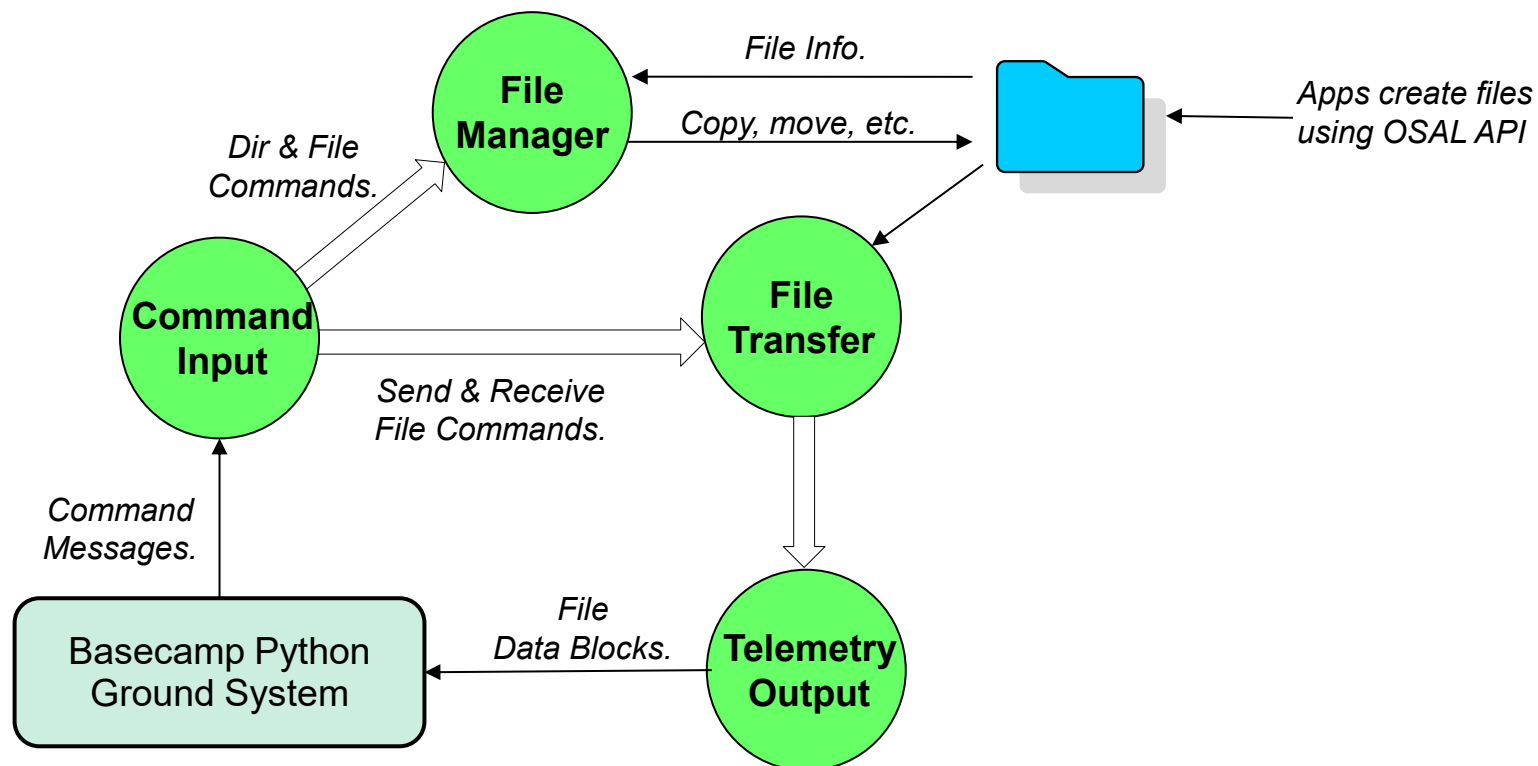 File Info.
File
Manager
Copy, move, etc.
Apps create files
using OSAL API
Dir & File
Commands.
Command
Input
File
Transfer
Send & Receive
File Commands.
Command
Messages.
Basecamp Python
Ground System
File
Data Blocks.
Telemetry
Output